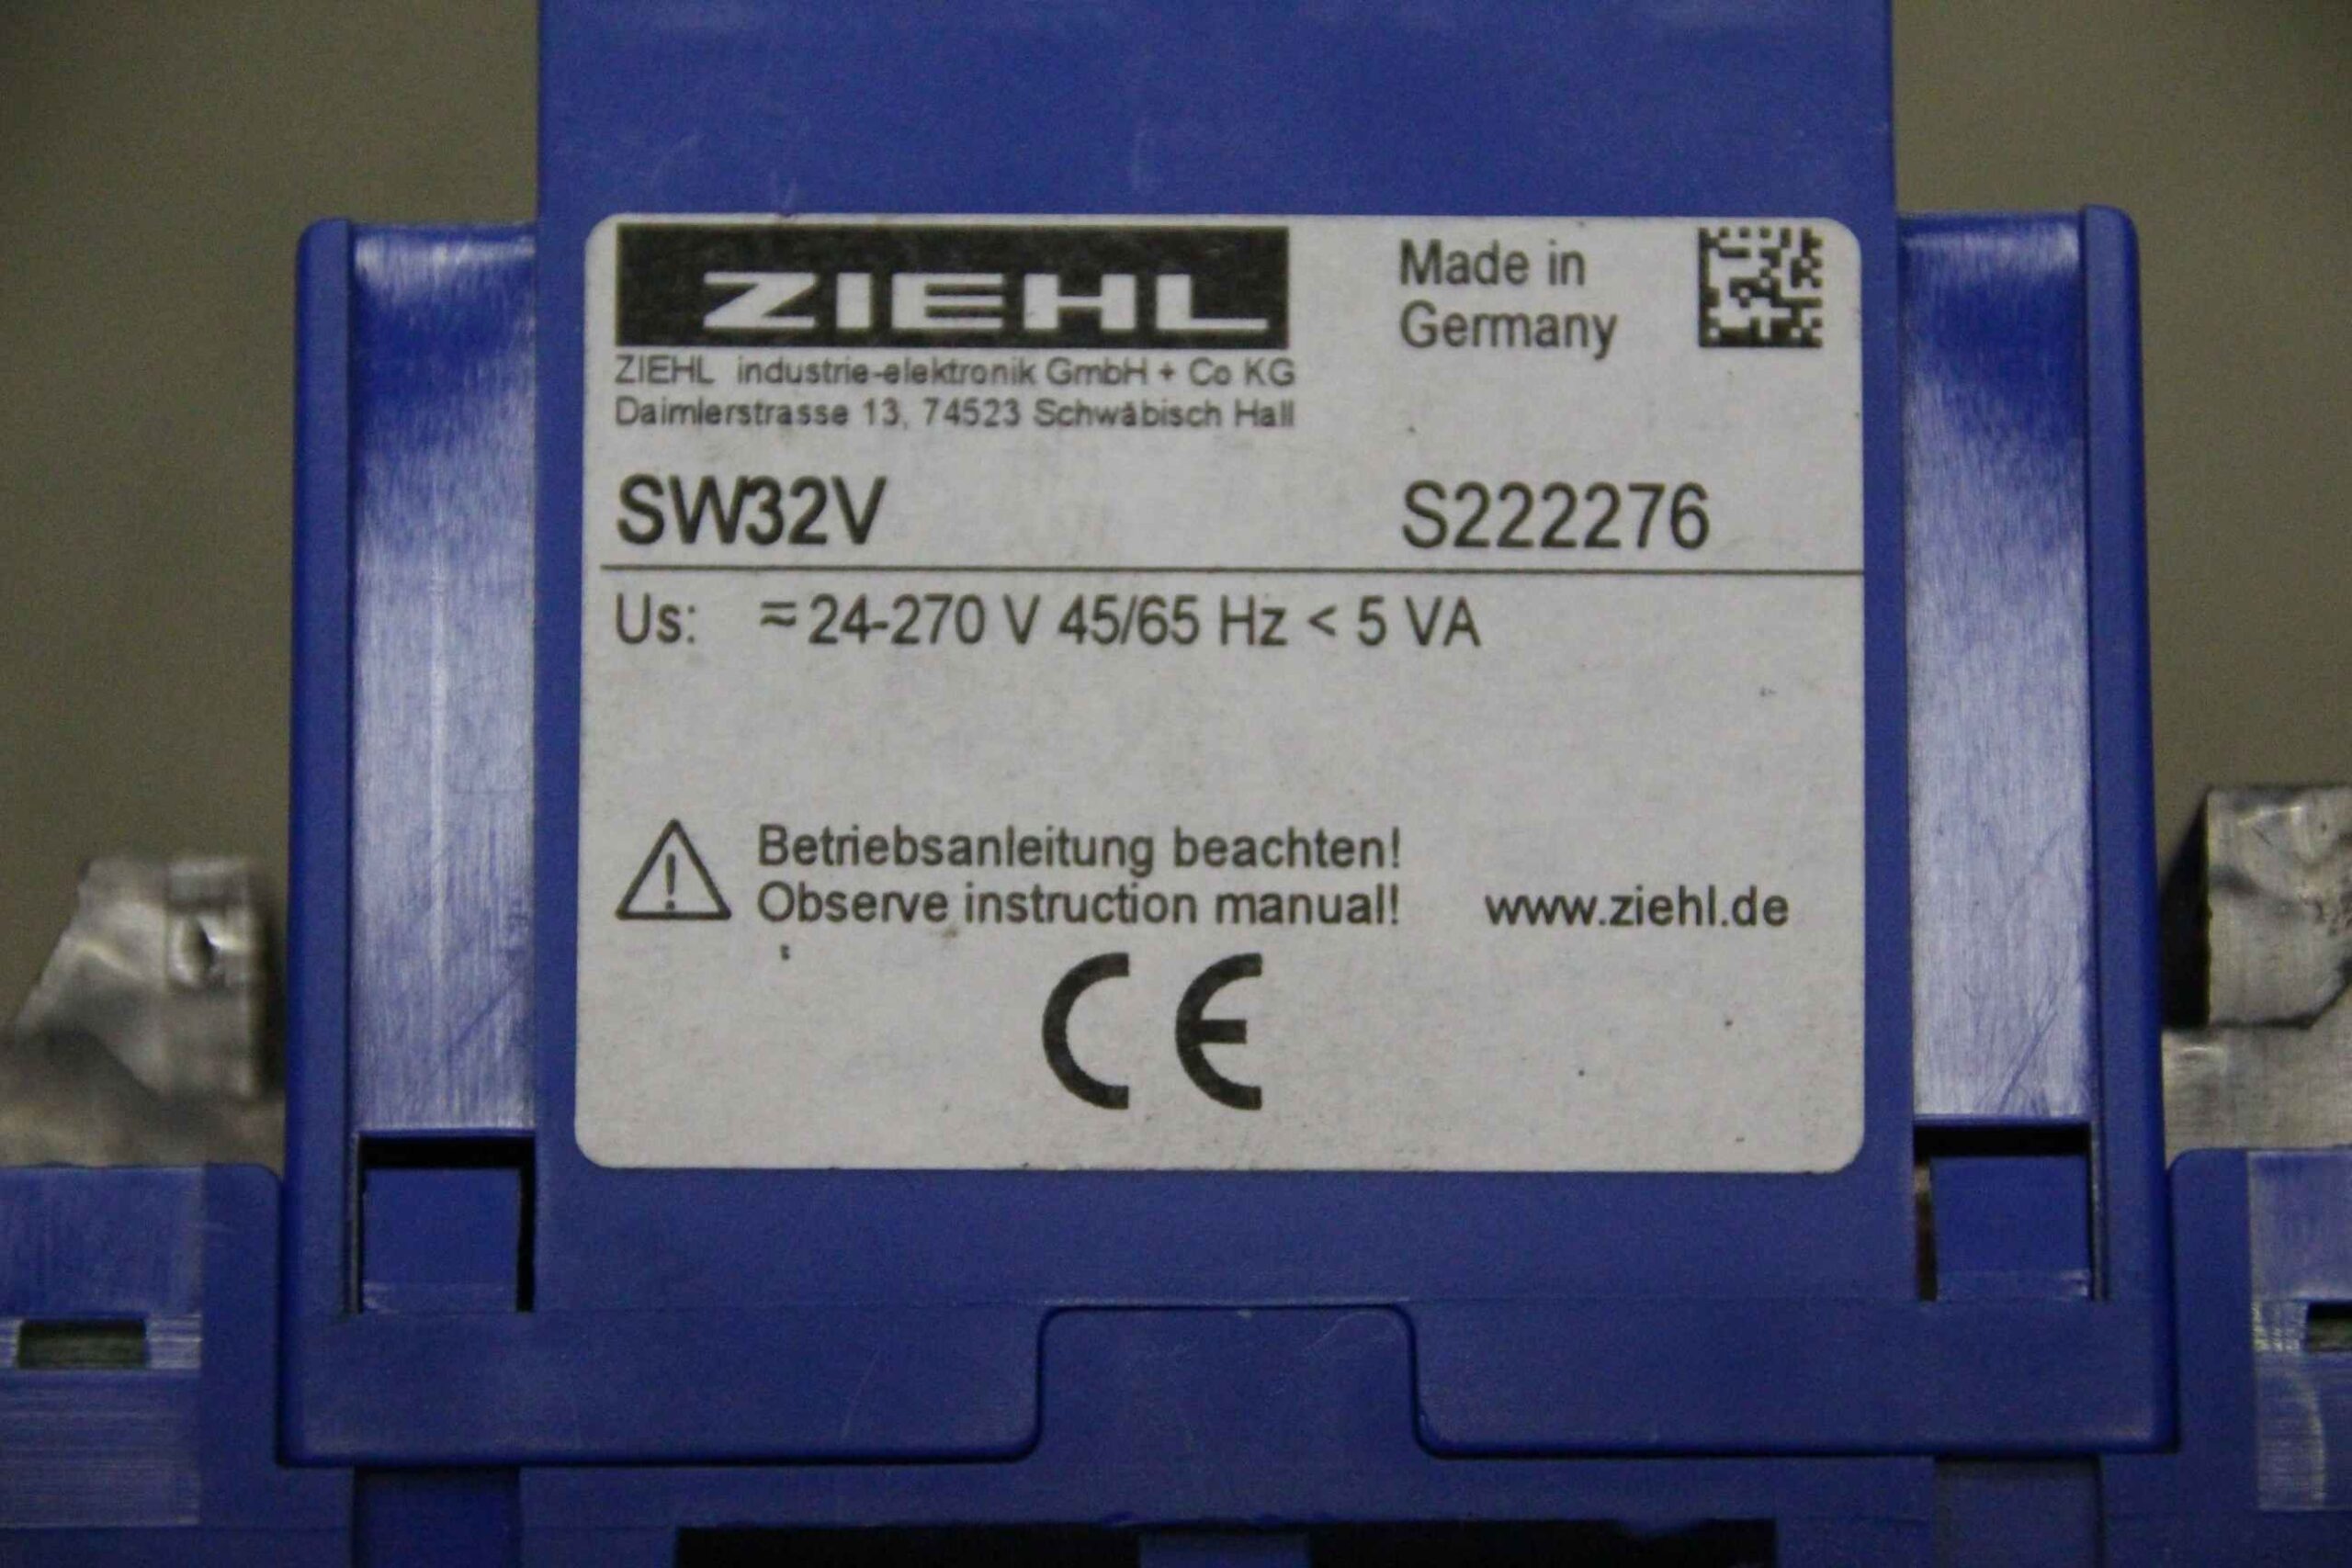 ZIEHL
Made in
Germany
ZIEHL industrie-elektronik GmbH + Co KG
Daimlerstrasse 13, 74523 Schwäbisch Hall
SW32V S222276
Us: ≂ 24-270 V 45/65 Hz < 5 VA
Betriebsanleitung beachten!
Observe instruction manual! www.ziehl.de
CE